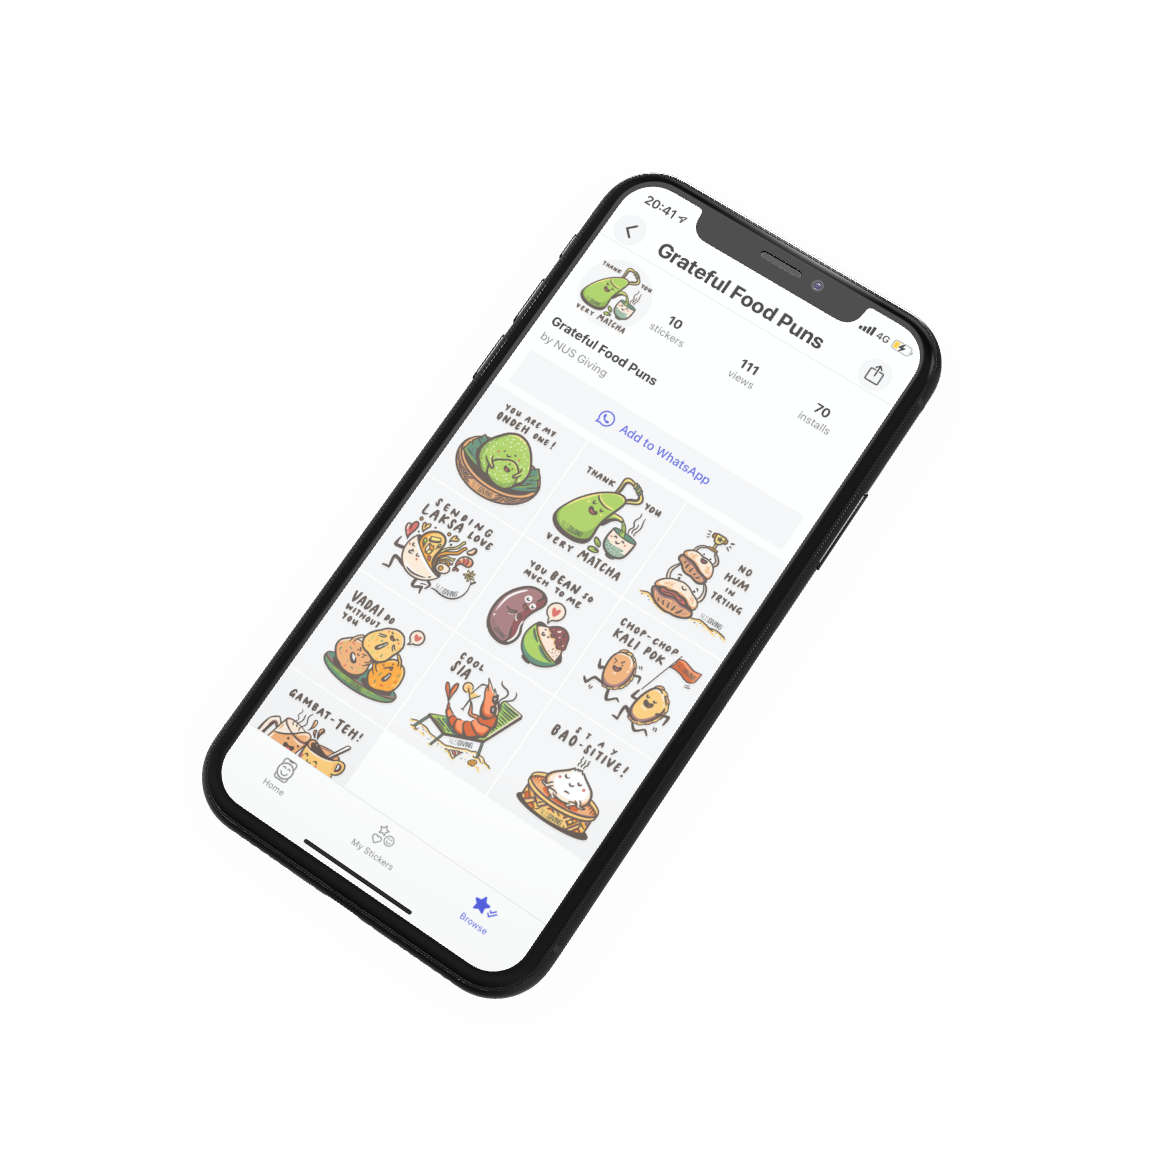 20:41
4G
Grateful Food Puns
THANK YOU
VERY MATCHA
10
stickers
111
views
70
installs
Grateful Food Puns
by NUS Giving
Add to WhatsApp
YOU ARE MY
ONDEH ONE!
THANK YOU
VERY MATCHA
NO
HUM
IN
TRYING
SENDING
LAKSA LOVE
YOU BEAN SO
MUCH TO ME
CHOP-CHOP
KALI POK
VADAI DO
WITHOUT
YOU
COOL
SIA
NUSGIVING
STAY
BAO-SITIVE!
GAMBAT-TEH!
Home
My Stickers
Browse